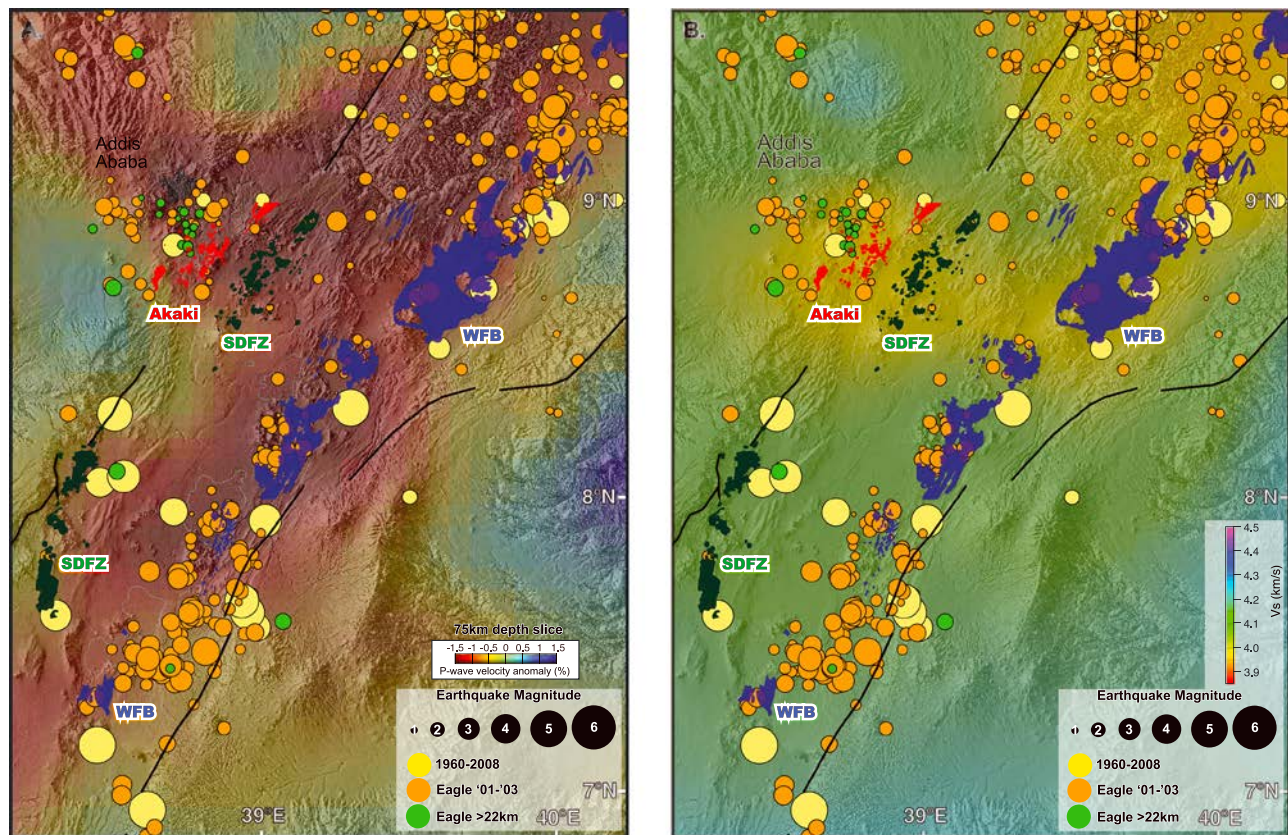 A.
Addis
Ababa
9°N
Akaki
SDFZ
WFB
8°N
SDFZ
75km depth slice
-1.5 -1 -0.5 0 0.5 1 1.5
P-wave velocity anomaly (%)
WFB
Earthquake Magnitude
1 2 3 4 5 6
1960-2008
Eagle ‘01-’03
Eagle >22km
7°N
39°E
40°E
B.
Addis
Ababa
9°N
Akaki
SDFZ
WFB
8°N
4.5
4.4
4.3
4.2
4.1
4.0
3.9
Vs (km/s)
SDFZ
WFB
Earthquake Magnitude
1 2 3 4 5 6
1960-2008
Eagle ‘01-’03
Eagle >22km
7°N
39°E
40°E